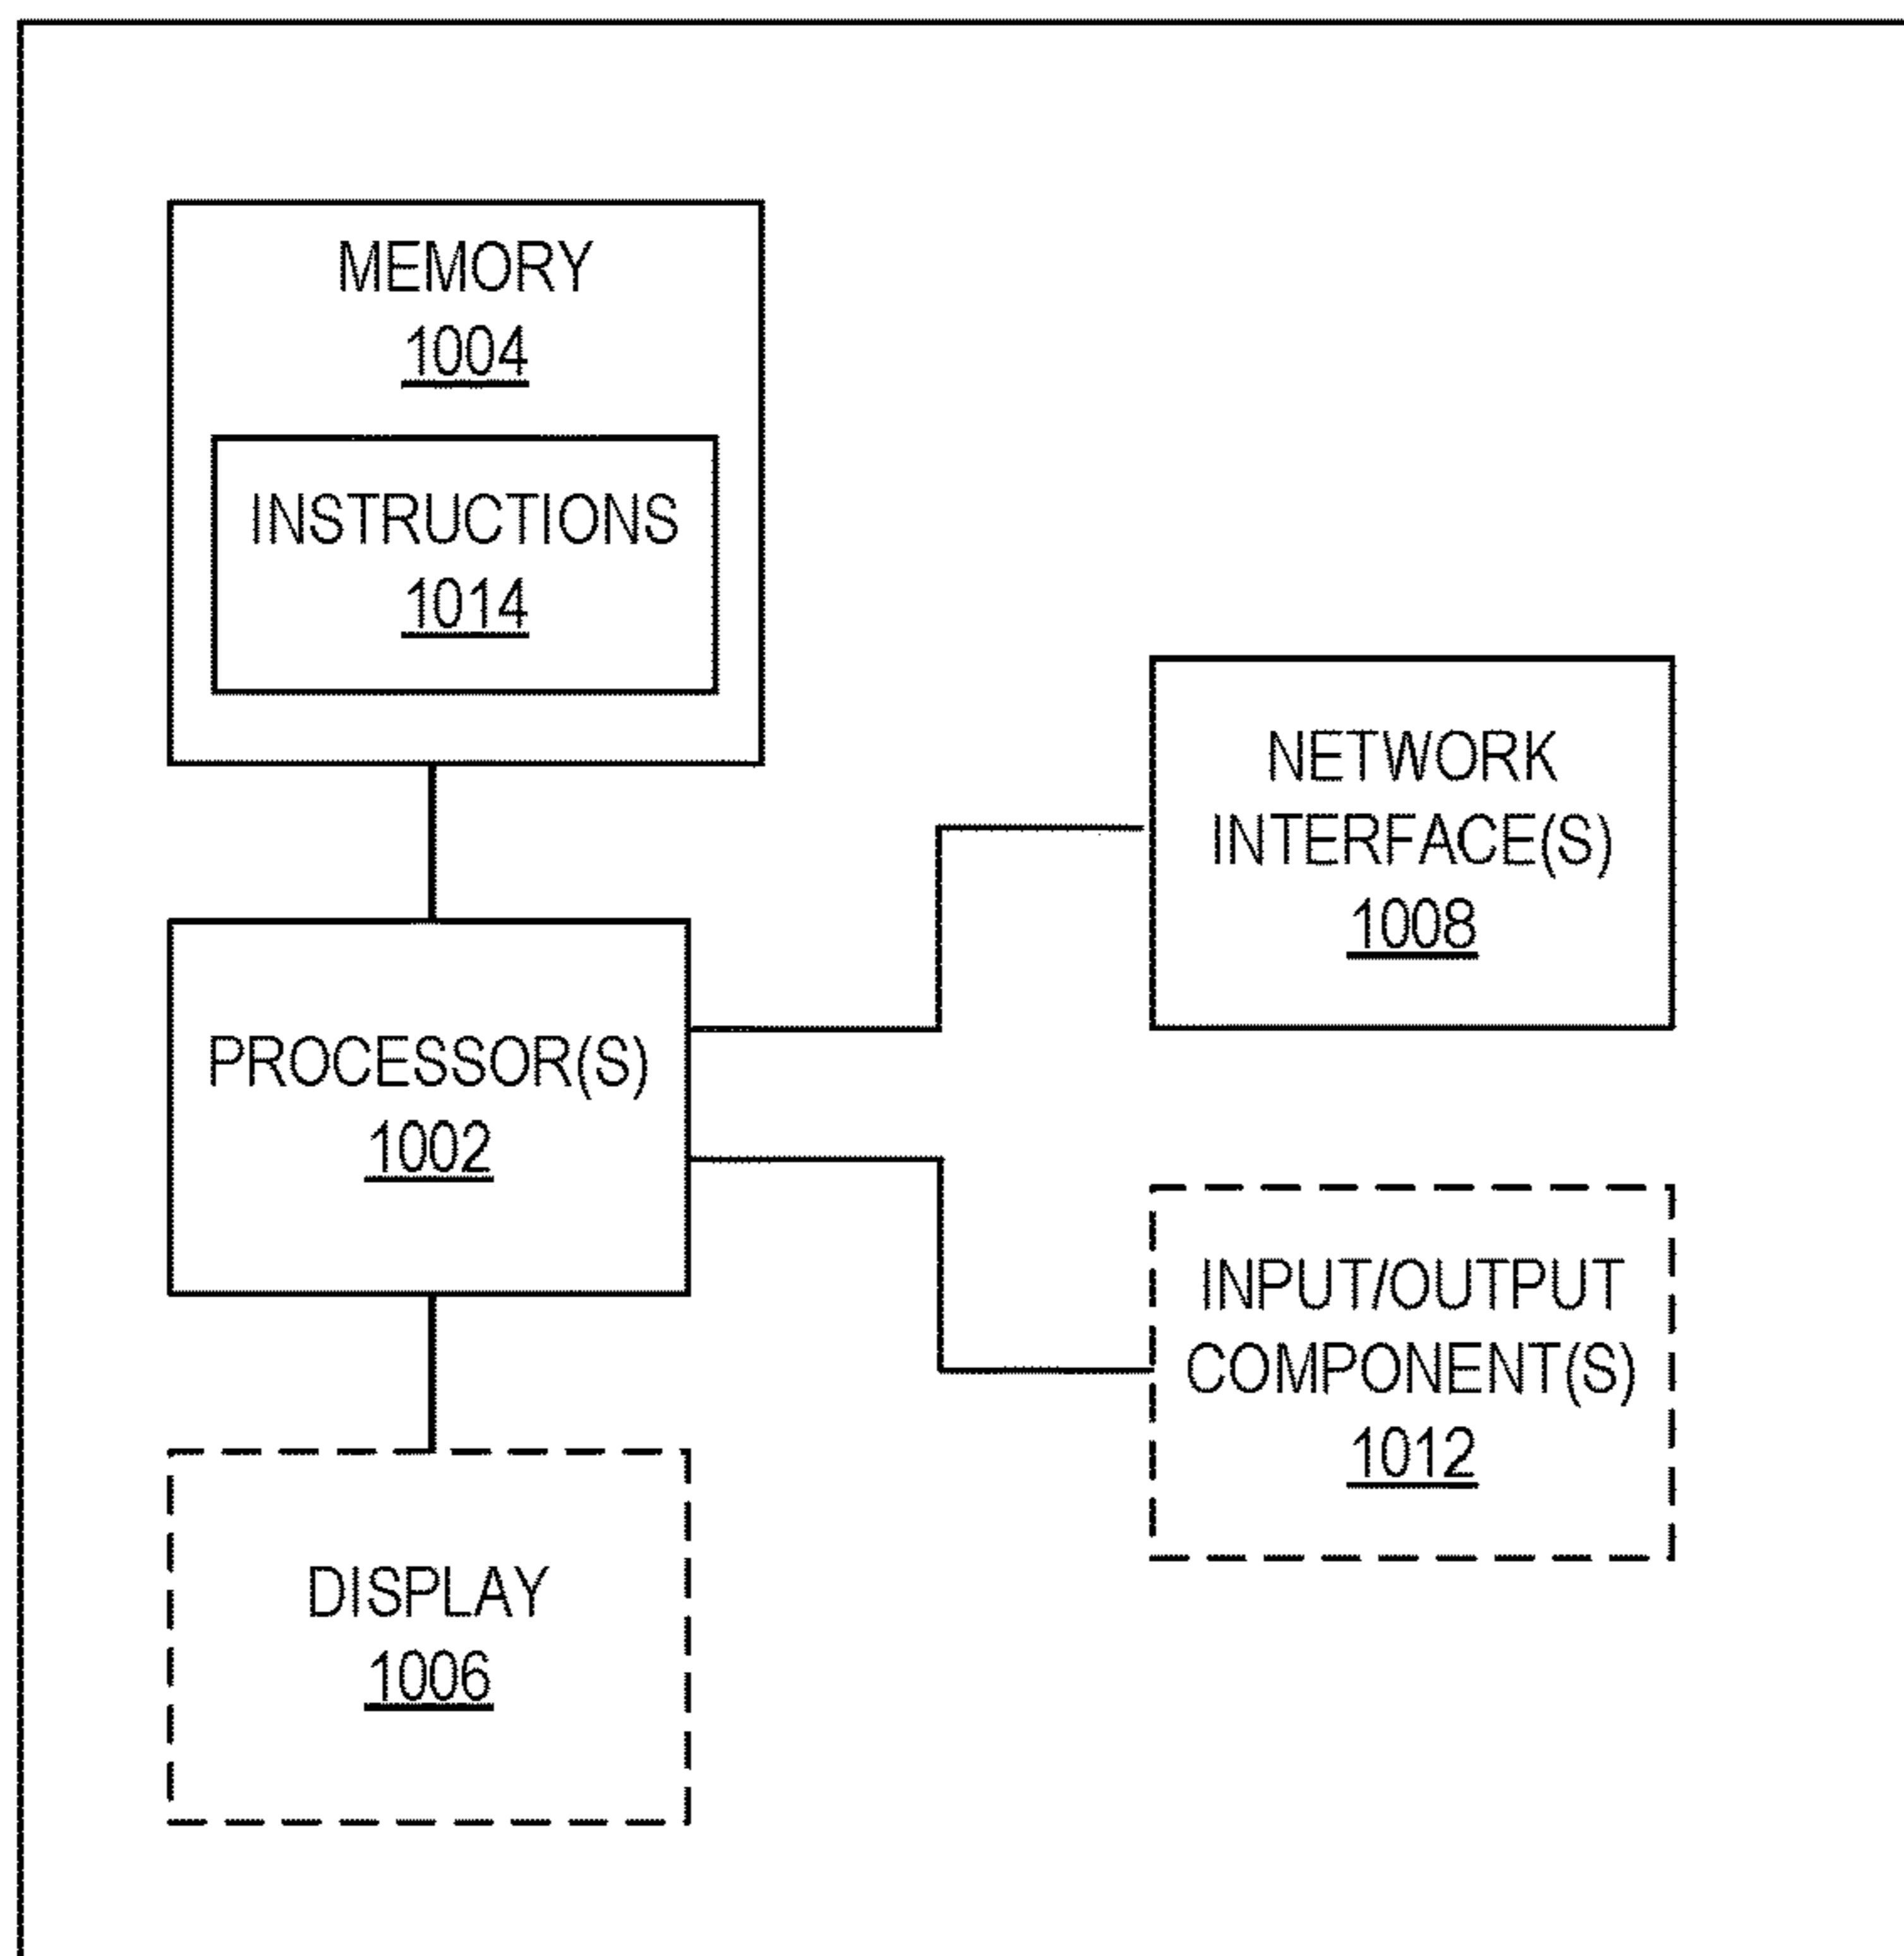 MEMORY
1004
INSTRUCTIONS
1014
NETWORK
INTERFACE(S)
1008
PROCESSOR(S)
1002
INPUT/OUTPUT
COMPONENT(S)
1012
DISPLAY
1006